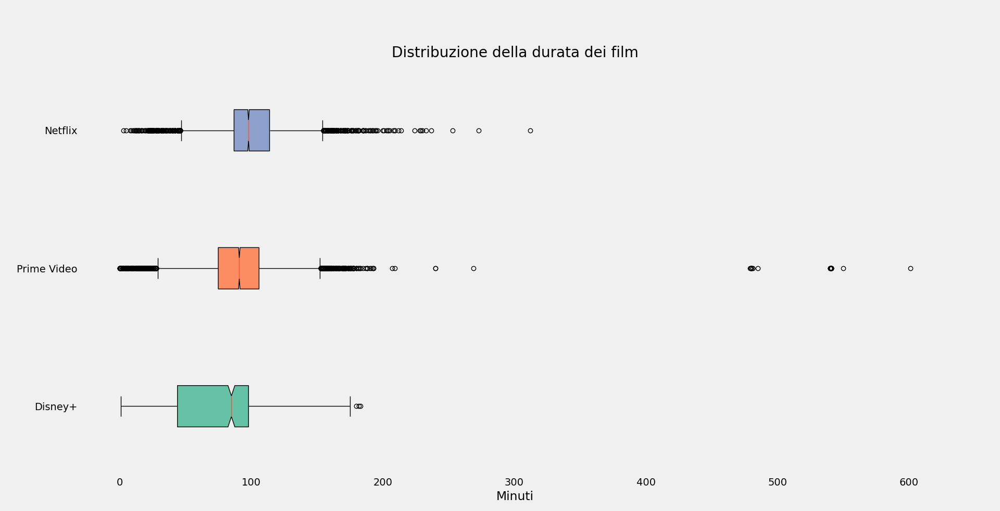 Distribuzione della durata dei film
Netflix
Prime Video
Disney+
0 100 200 300 400 500 600
Minuti